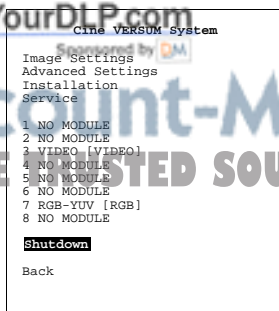 YourDLP.com
Cine VERSUM System
Sponsored by DM
Image Settings
Advanced Settings
Installation
Service
1 NO MODULE
2 NO MODULE
3 VIDEO [VIDEO]
4 NO MODULE
5 NO MODULE
6 NO MODULE
7 RGB-YUV [RGB]
8 NO MODULE
Shutdown
Back